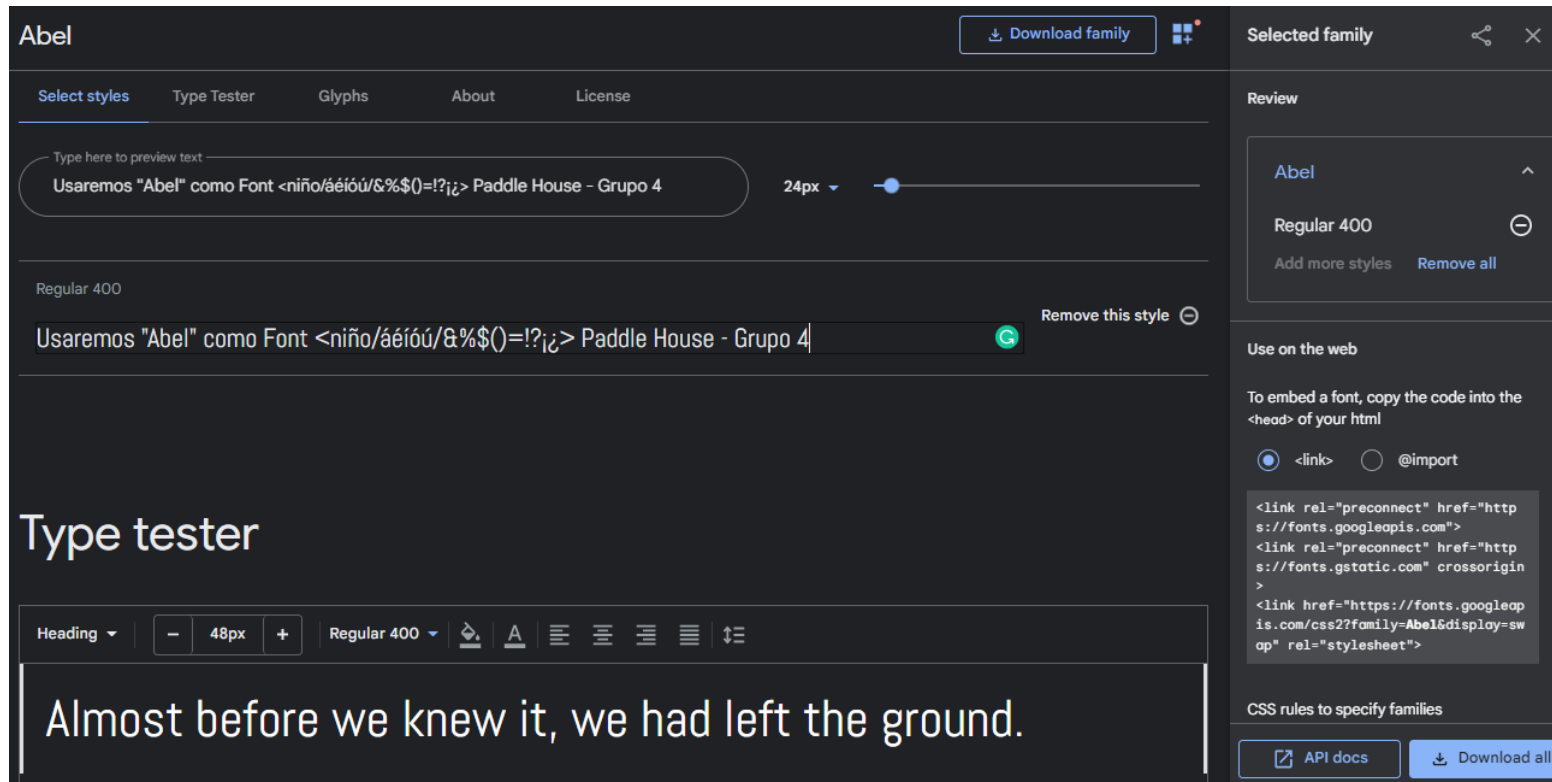 Abel
Download family
Select styles Type Tester Glyphs About License
Type here to preview text
Usaremos "Abel" como Font <niño/áéíóú/&%$()=!?¡¿> Paddle House - Grupo 4
24px
Regular 400
Usaremos "Abel" como Font <niño/áéíóú/&%$()=!?¡¿> Paddle House - Grupo 4
Remove this style
Type tester
Heading
– 48px +
Regular 400
A
Almost before we knew it, we had left the ground.
Selected family
Review
Abel
Regular 400
Add more styles Remove all
Use on the web
To embed a font, copy the code into the
<head> of your html
<link> @import
<link rel="preconnect" href="http
s://fonts.googleapis.com">
<link rel="preconnect" href="http
s://fonts.gstatic.com" crossorigin
>
<link href="https://fonts.googleap
is.com/css2?family=Abel&display=sw
ap" rel="stylesheet">
CSS rules to specify families
API docs
Download all